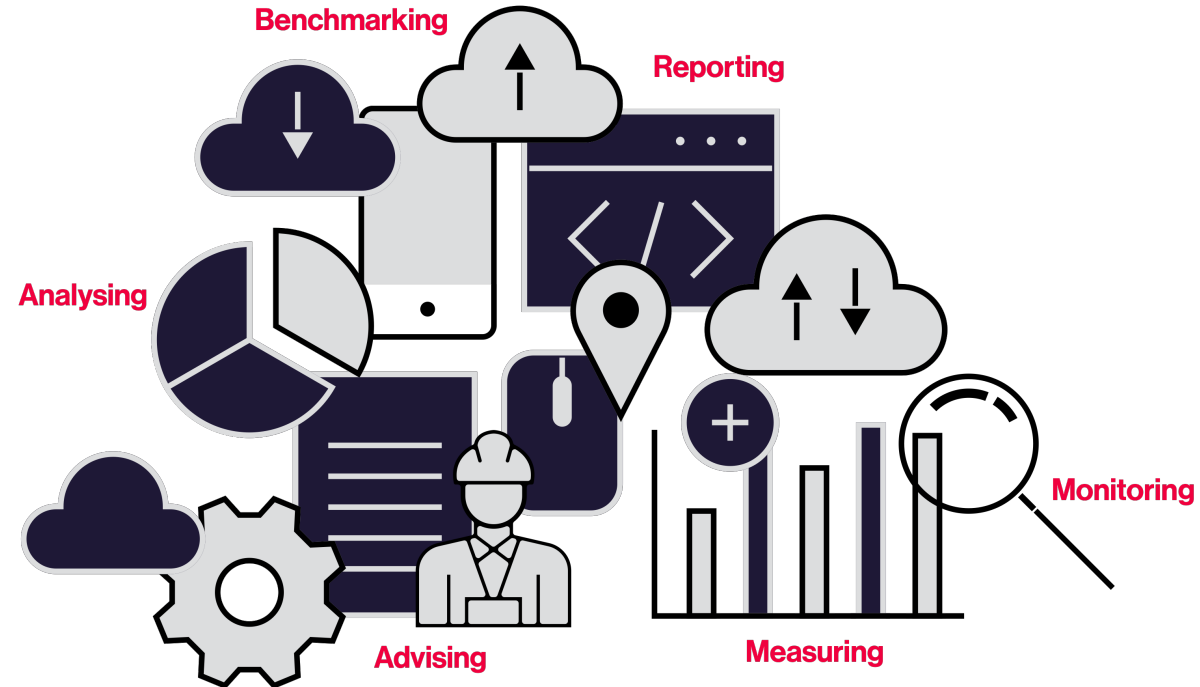 Benchmarking
Reporting
Analysing
Monitoring
Measuring
Advising